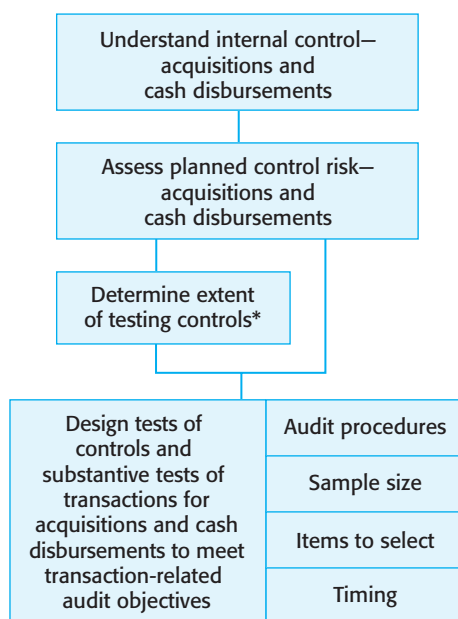 Understand internal control—
acquisitions and
cash disbursements
Assess planned control risk—
acquisitions and
cash disbursements
Determine extent
of testing controls*
Design tests of
controls and
substantive tests of
transactions for
acquisitions and cash
disbursements to meet
transaction-related
audit objectives
Audit procedures
Sample size
Items to select
Timing